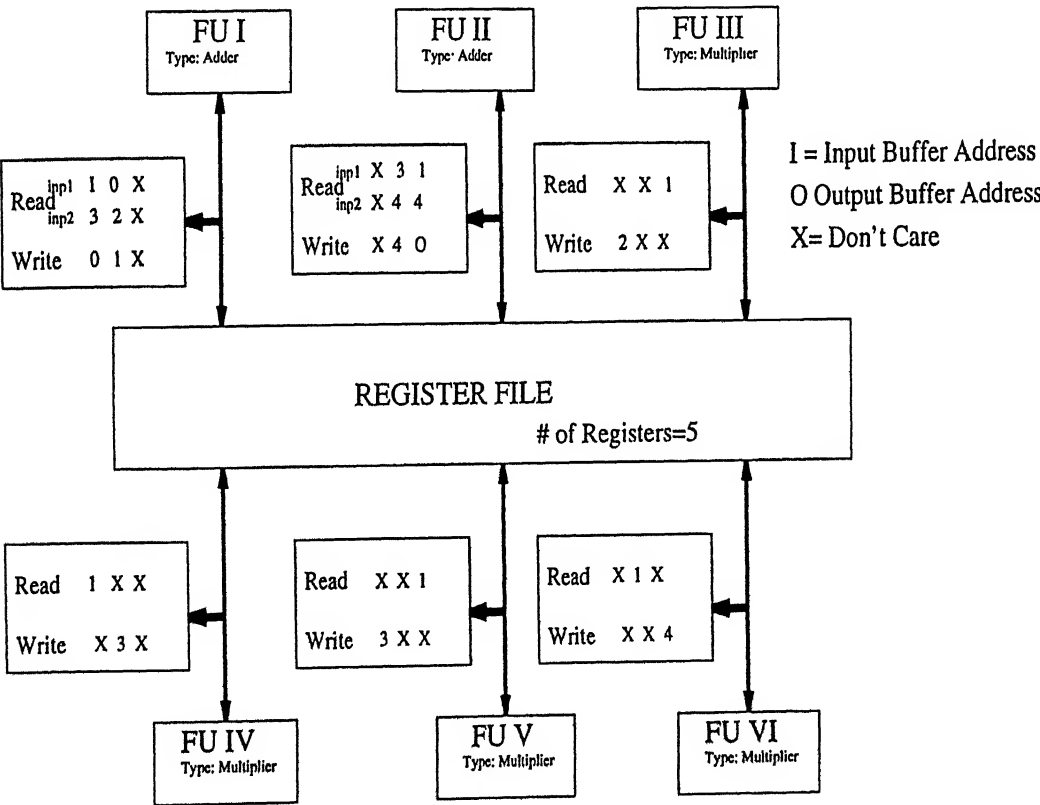 FU I
Type: Adder
FU II
Type· Adder
FU III
Type: Multiplier
Read
inp1 I 0 X
inp2 3 2 X
Write 0 1 X
Read
inp1 X 3 1
inp2 X 4 4
Write X 4 O
Read X X 1
Write 2 X X
I = Input Buffer Address
O Output Buffer Address
X= Don't Care
REGISTER FILE
# of Registers=5
Read 1 X X
Write X 3 X
Read X X 1
Write 3 X X
Read X 1 X
Write X X 4
FU IV
Type: Multiplier
FU V
Type: Multiplier
FU VI
Type: Multiplier